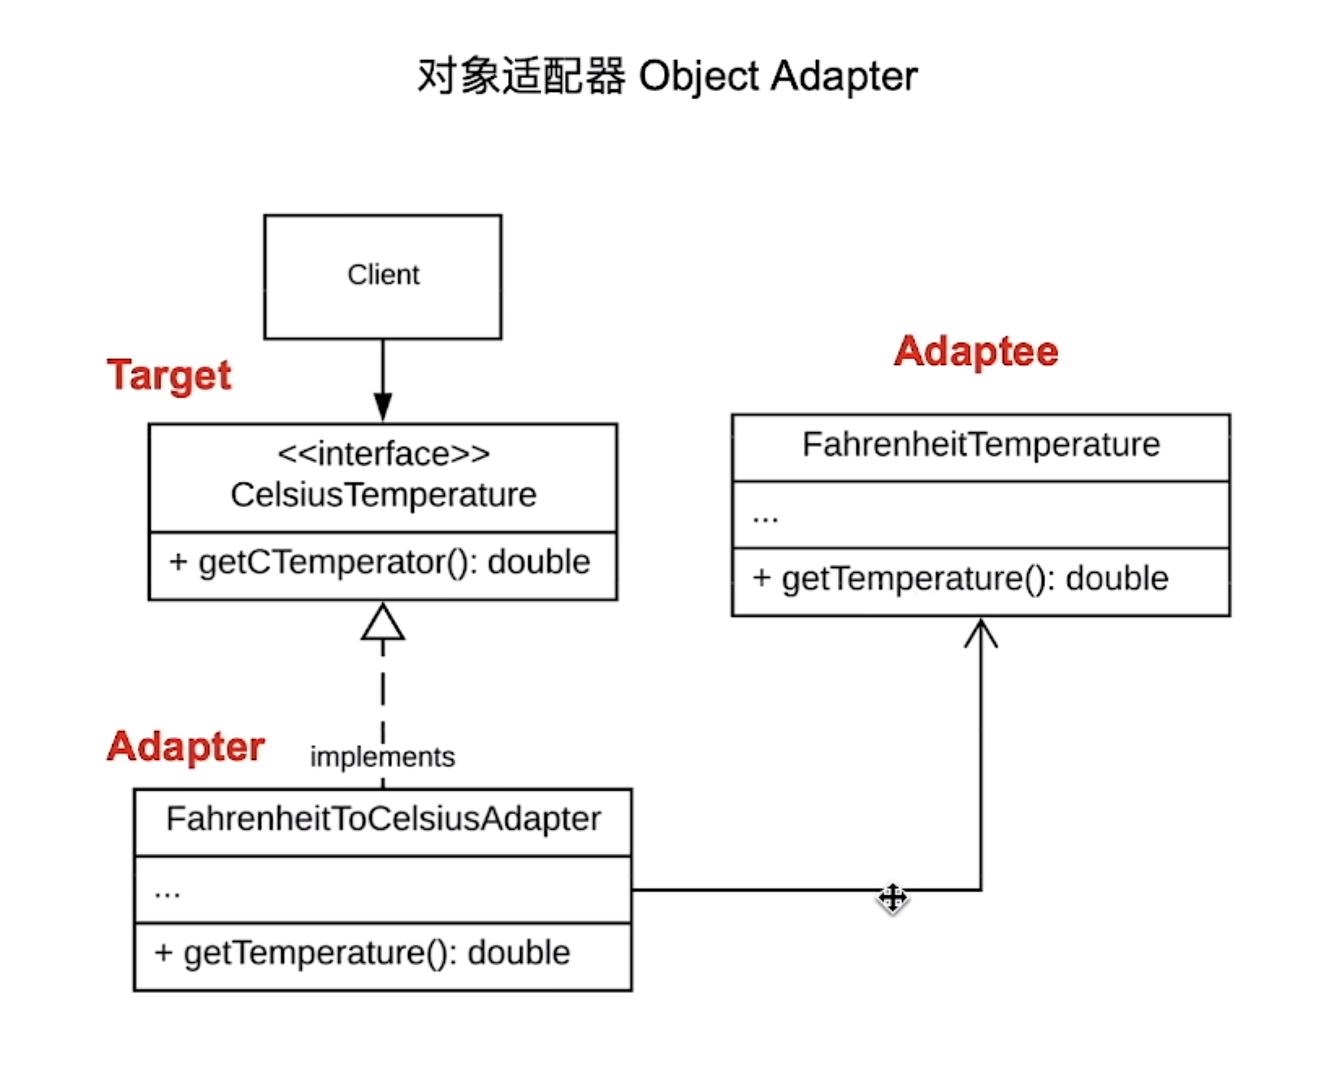 对象适配器 Object Adapter
Client
Target
<<interface>>
CelsiusTemperature
+ getCTemperator(): double
Adaptee
FahrenheitTemperature
...
+ getTemperature(): double
Adapter
implements
FahrenheitToCelsiusAdapter
...
+ getTemperature(): double